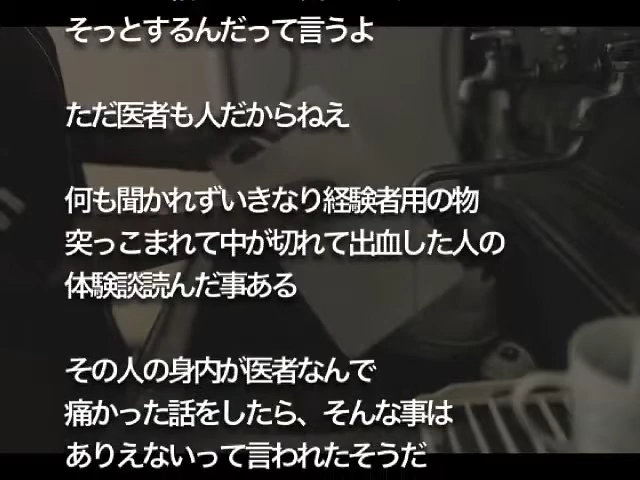 そっとするんだって言うよ
ただ医者も人だからねえ
何も聞かれずいきなり経験者用の物
突っこまれて中が切れて出血した人の
体験談読んだ事ある
その人の身内が医者なんで
痛かった話をしたら、そんな事は
ありえないって言われたそうだ